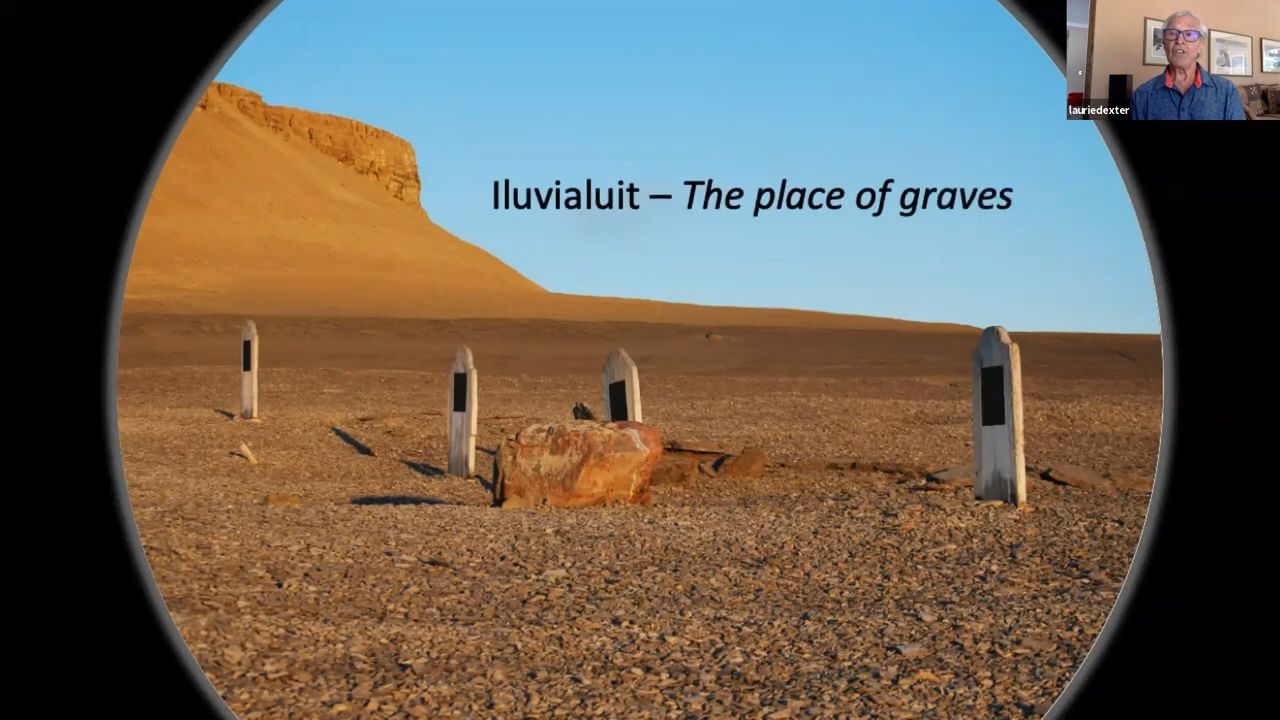 lauriedexter
Iluvialuit – The place of graves